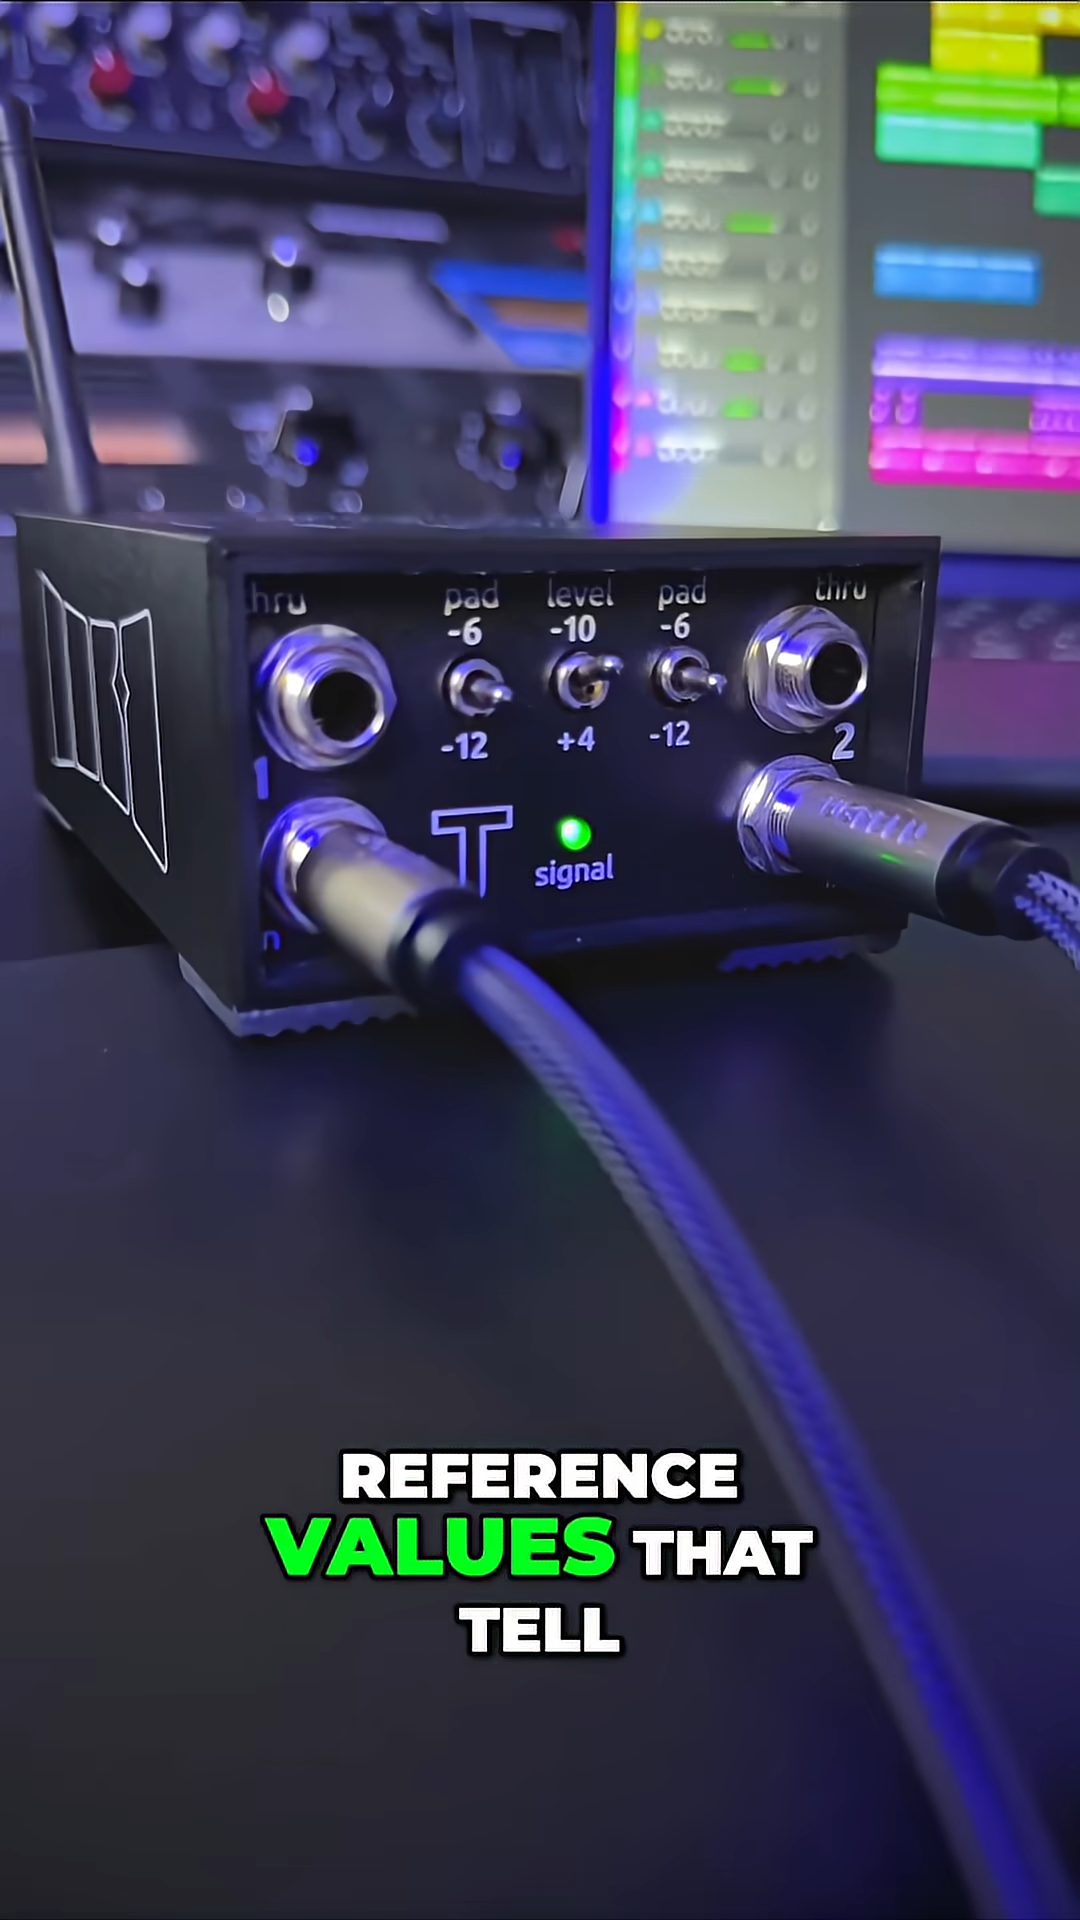 thru
pad
level
pad
thru
-6
-10
-6
-12
+4
-12
1
2
T
signal
REFERENCE
VALUES THAT
TELL